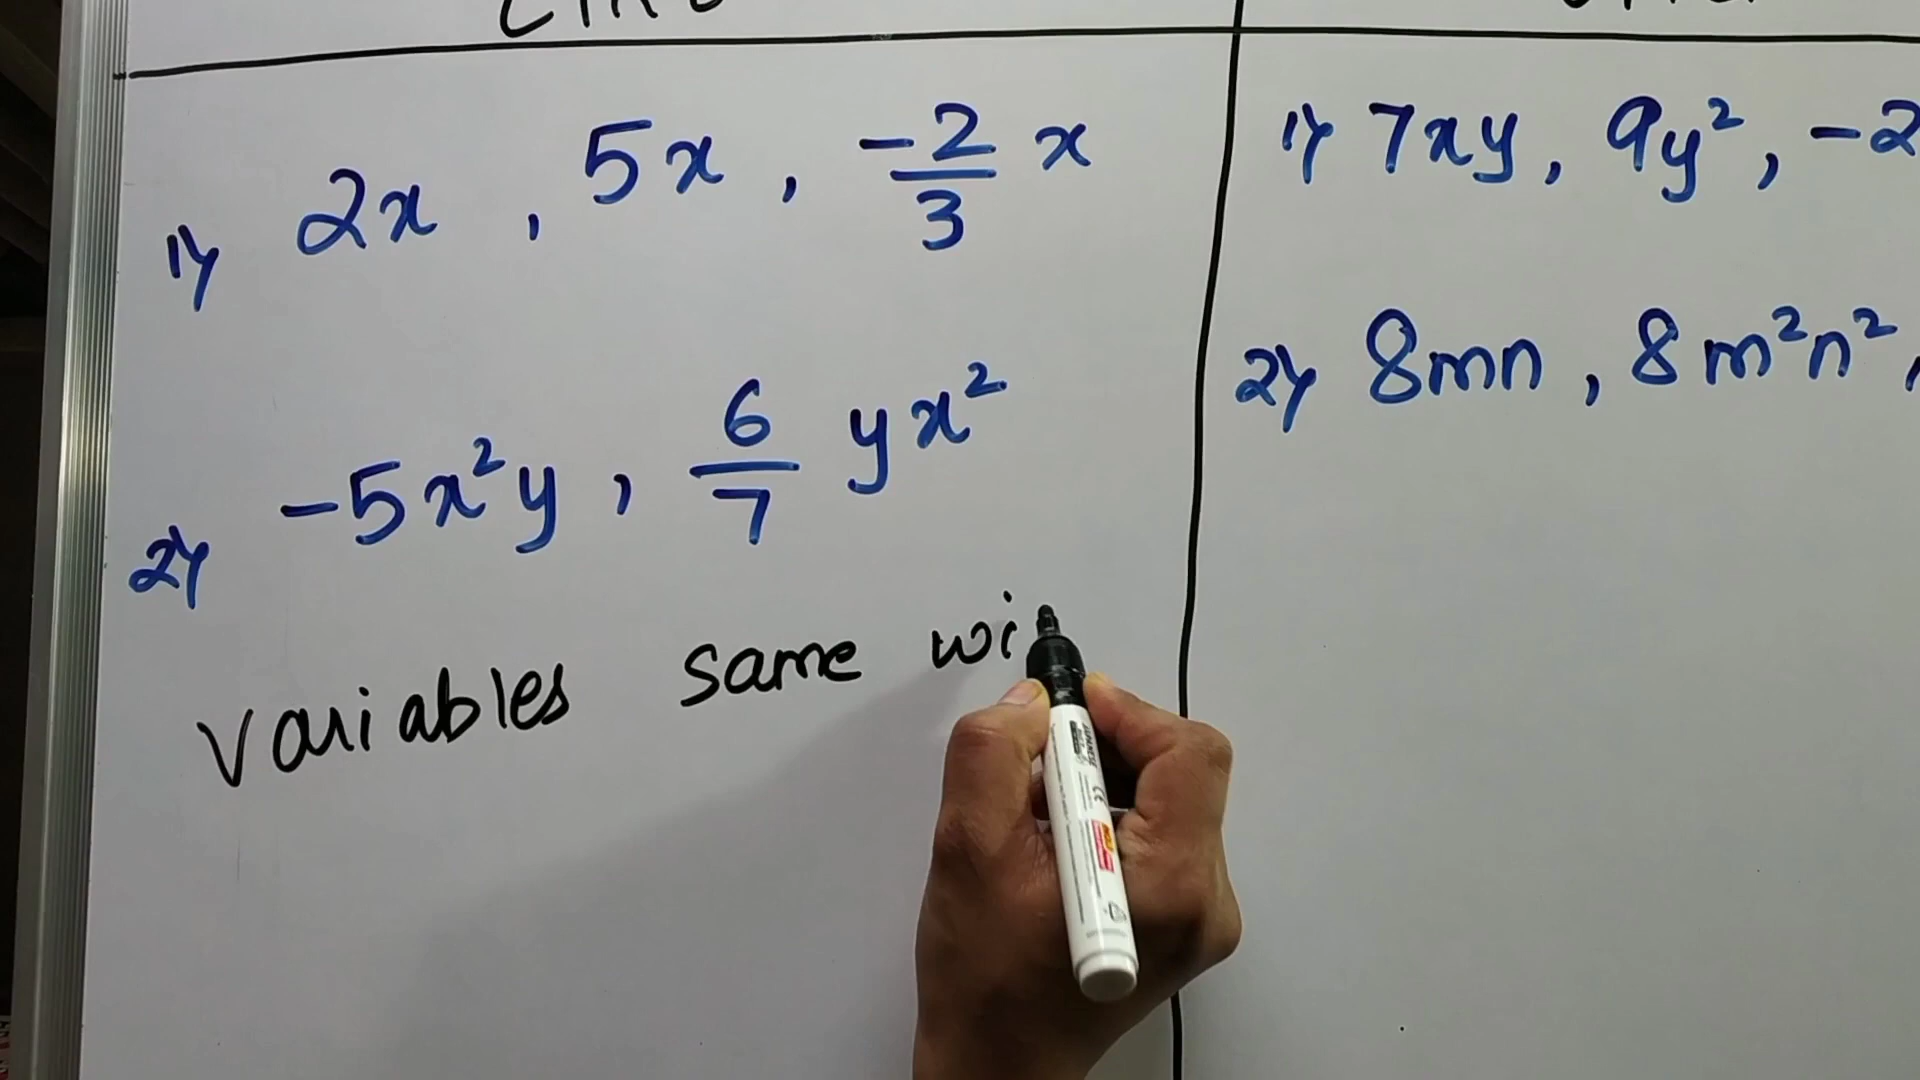 1) 2x , 5x , -2/3 x
2) -5x²y , 6/7 yx²
variables same wi
1) 7xy, 9y², -2
2) 8mn, 8m²n²,